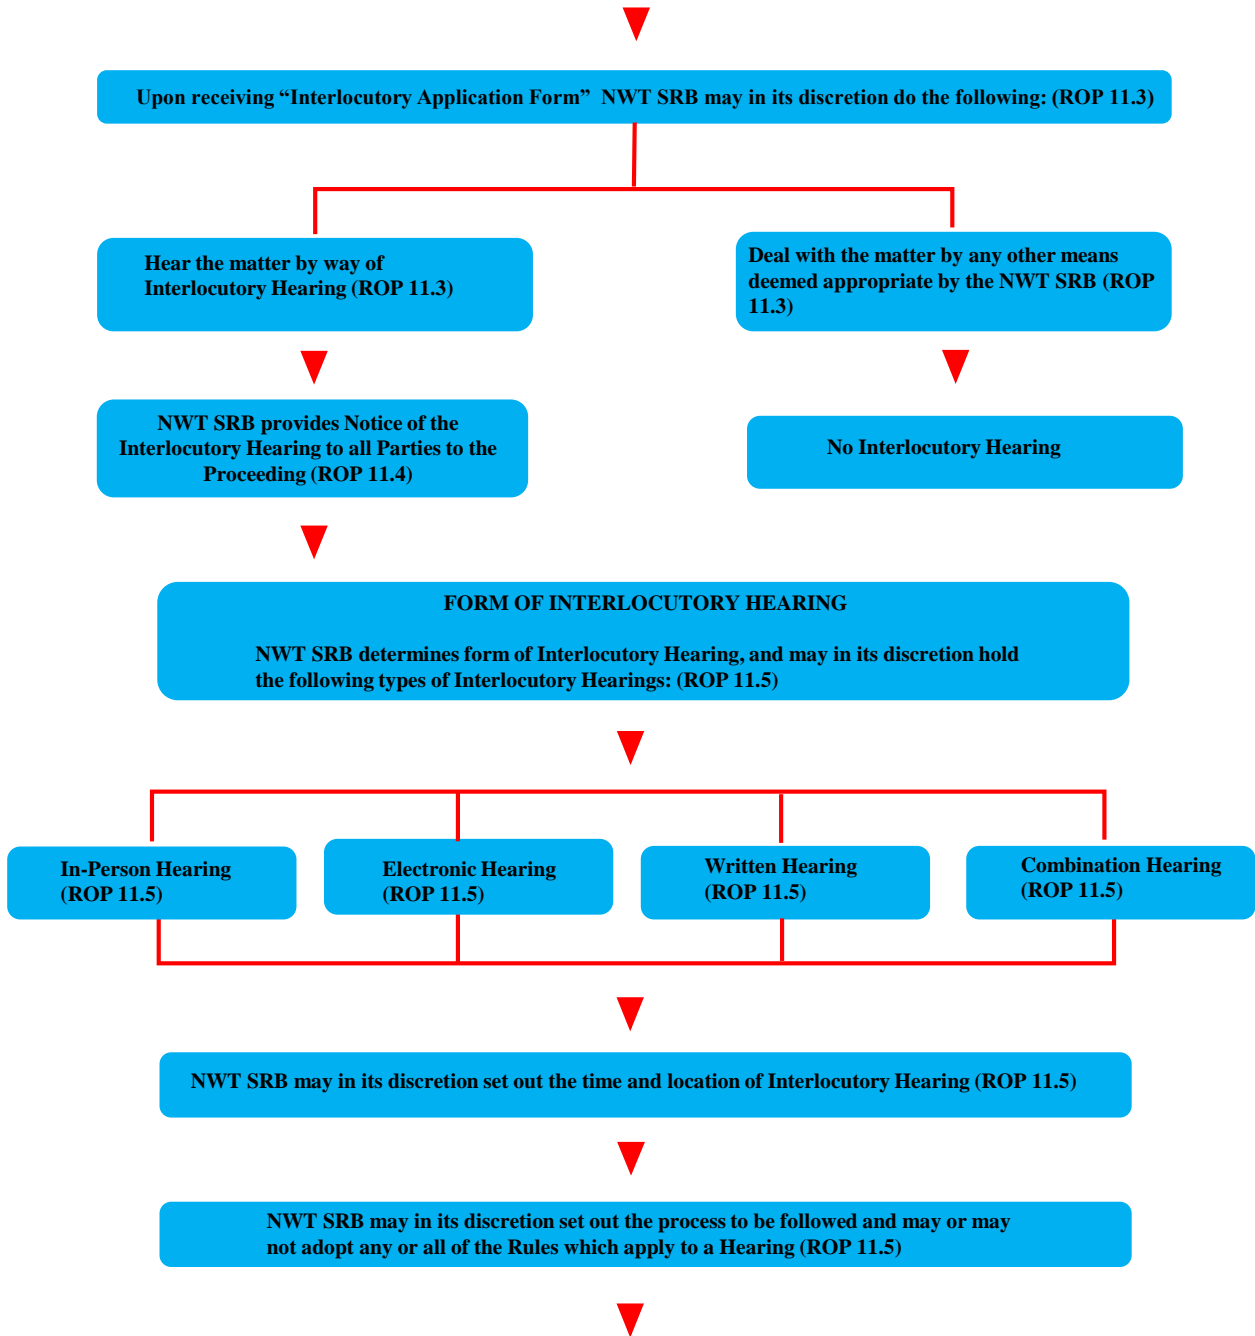 Upon receiving “Interlocutory Application Form” NWT SRB may in its discretion do the following: (ROP 11.3)
Hear the matter by way of
Interlocutory Hearing (ROP 11.3)
Deal with the matter by any other means
deemed appropriate by the NWT SRB (ROP
11.3)
NWT SRB provides Notice of the
Interlocutory Hearing to all Parties to the
Proceeding (ROP 11.4)
No Interlocutory Hearing
FORM OF INTERLOCUTORY HEARING
NWT SRB determines form of Interlocutory Hearing, and may in its discretion hold
the following types of Interlocutory Hearings: (ROP 11.5)
In-Person Hearing
(ROP 11.5)
Electronic Hearing
(ROP 11.5)
Written Hearing
(ROP 11.5)
Combination Hearing
(ROP 11.5)
NWT SRB may in its discretion set out the time and location of Interlocutory Hearing (ROP 11.5)
NWT SRB may in its discretion set out the process to be followed and may or may
not adopt any or all of the Rules which apply to a Hearing (ROP 11.5)